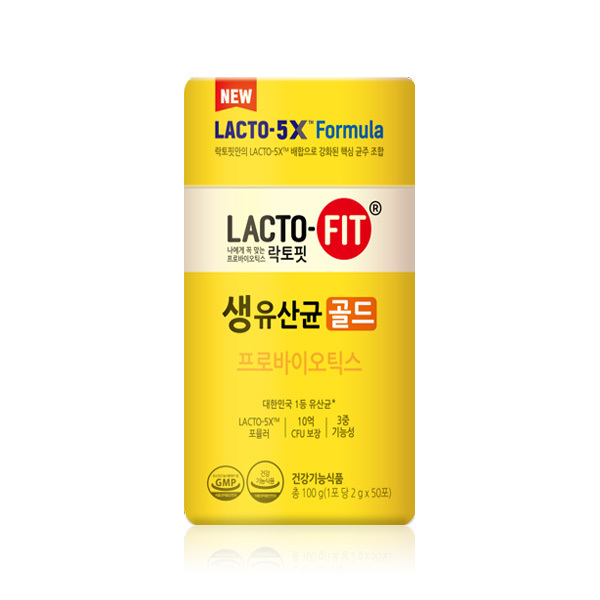 NEW
LACTO-5X™ Formula
락토핏만의 LACTO-5X™ 배합으로 강화된 핵심 균주 조합
LACTO-FIT®
나에게 꼭 맞는
프로바이오틱스 락토핏
생유산균 골드
프로바이오틱스
대한민국 1등 유산균*
LACTO-5X™ 포뮬러
10억 CFU 보장
3중 기능성
GMP
건강
기능식품
건강기능식품
총 100 g(1포 당 2 g x 50포)